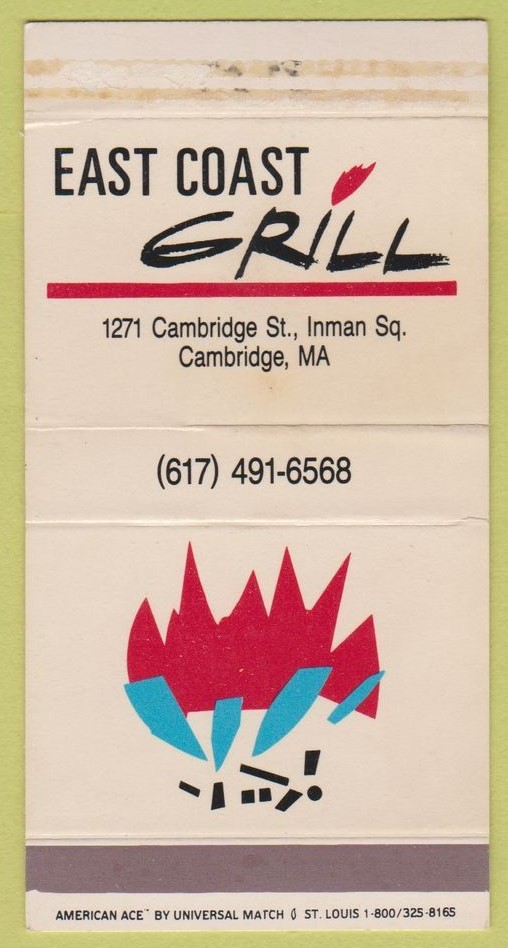 EAST COAST
GRILL
1271 Cambridge St., Inman Sq.
Cambridge, MA
(617) 491-6568
AMERICAN ACE™ BY UNIVERSAL MATCH ST. LOUIS 1-800/325-8165